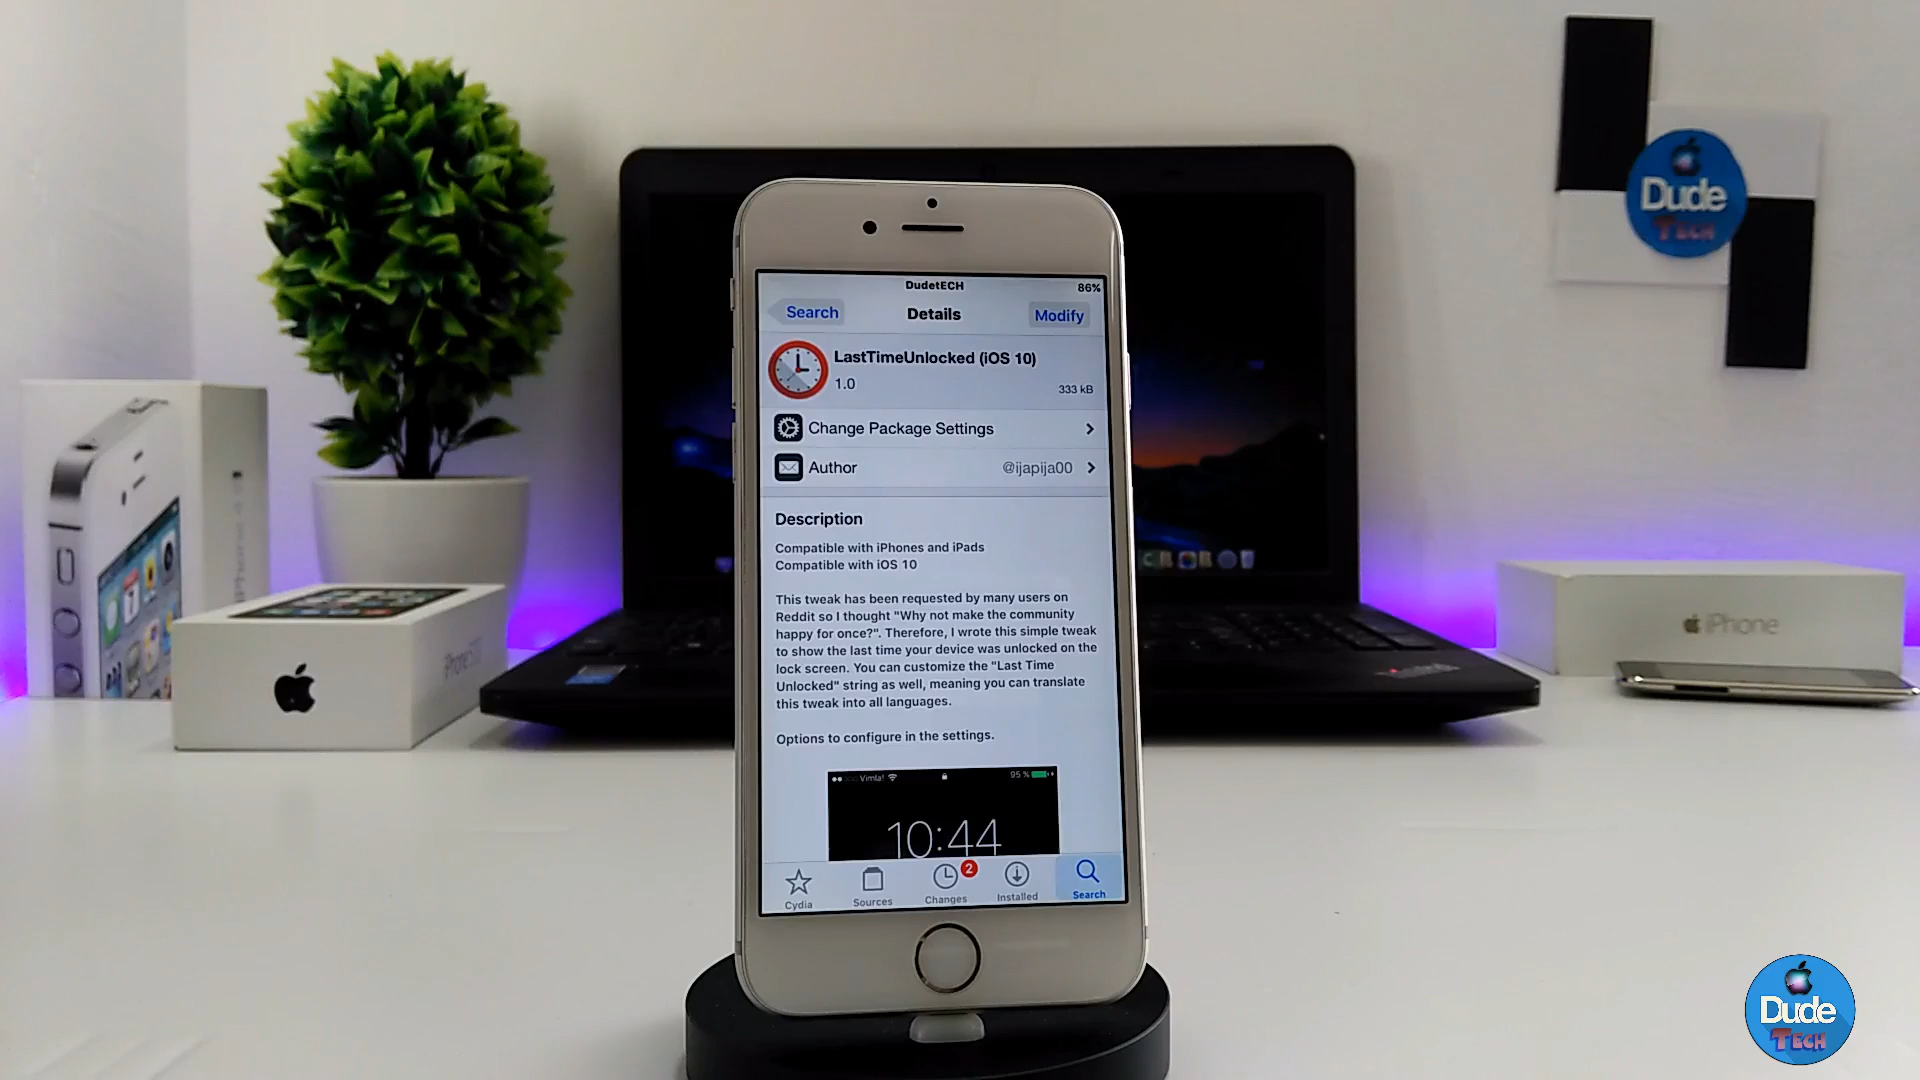 DudetECH
86%
Search
Details
Modify
LastTimeUnlocked (iOS 10)
1.0
333 kB
Change Package Settings
Author
@ijapija00
Description
Compatible with iPhones and iPads
Compatible with iOS 10
This tweak has been requested by many users on
Reddit so I thought "Why not make the community
happy for once?". Therefore, I wrote this simple tweak
to show the last time your device was unlocked on the
lock screen. You can customize the "Last Time
Unlocked" string as well, meaning you can translate
this tweak into all languages.
Options to configure in the settings.
Vimla!
95 %
10:44
Cydia
Sources
Changes
2
Installed
Search
Dude
TECH
iPhone
Dude
TECH